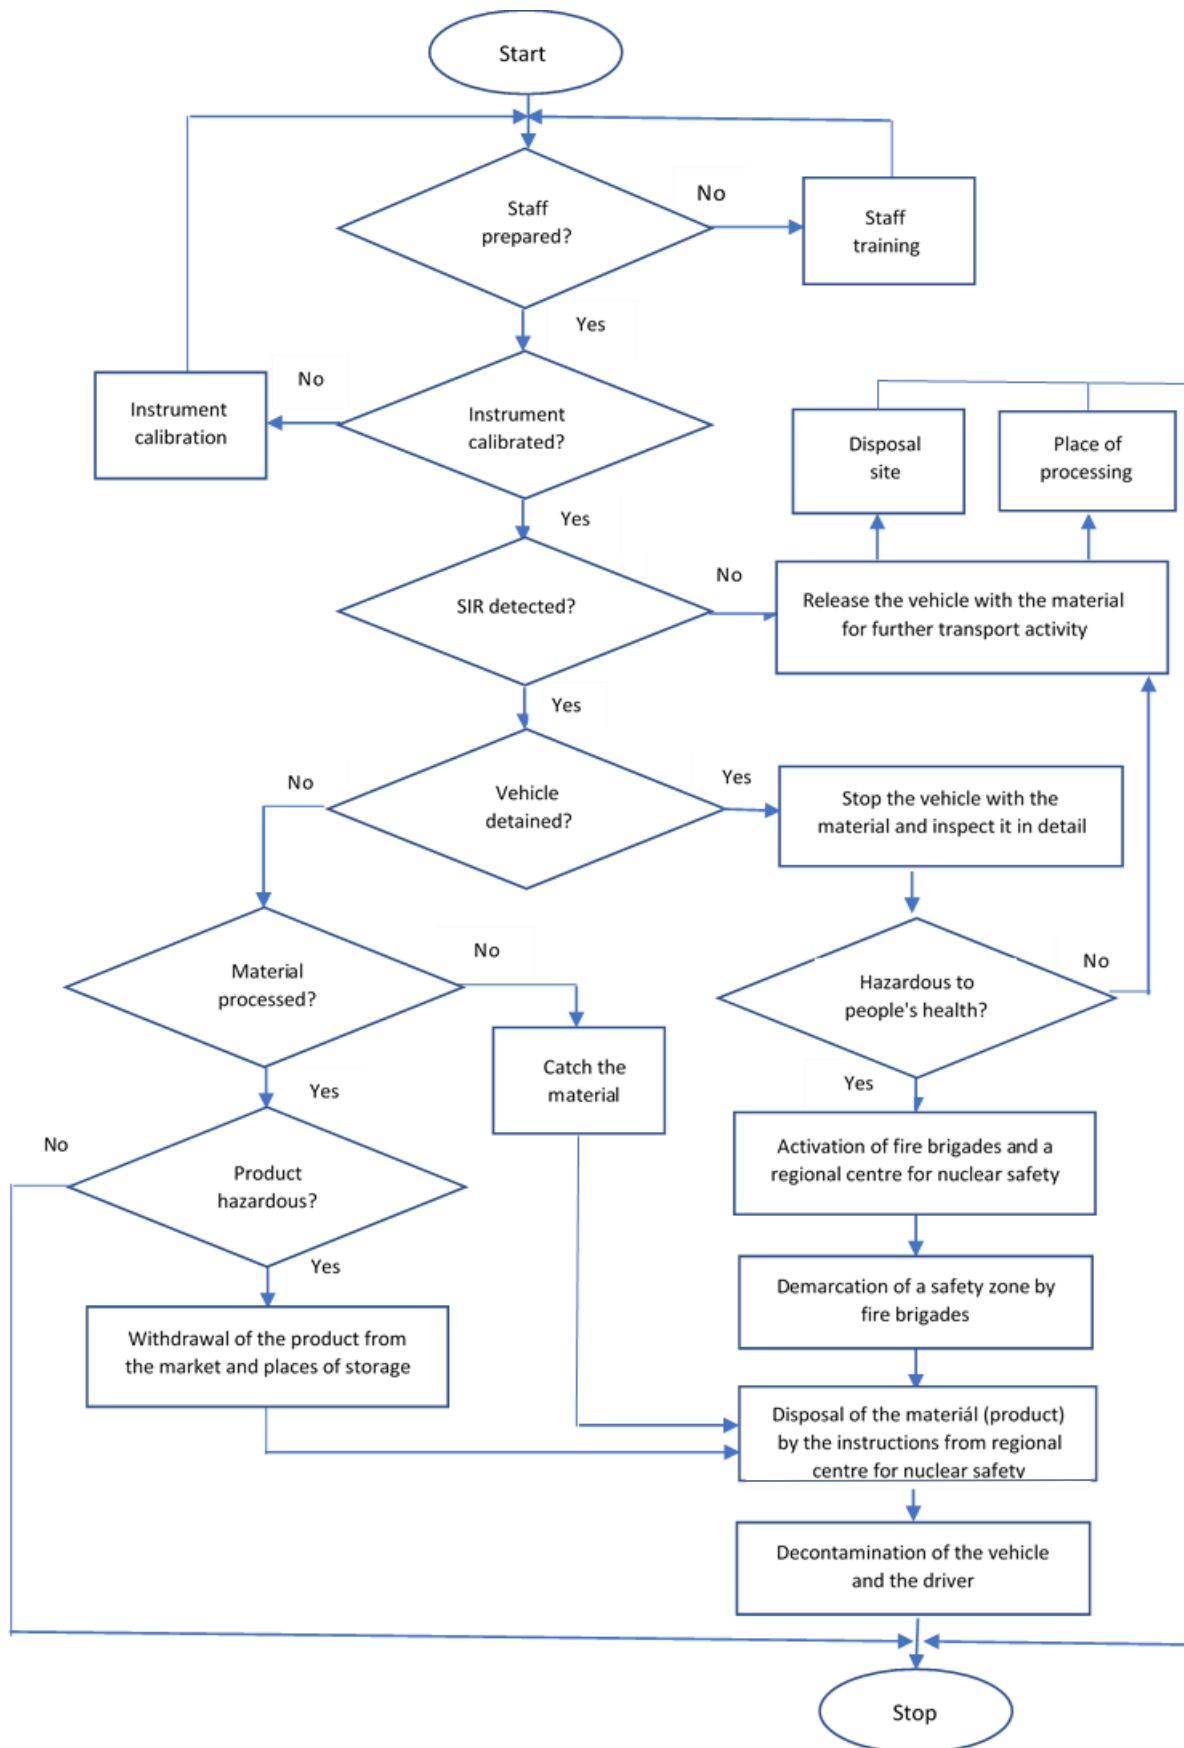 Start
Staff
prepared?
No
Staff
training
Yes
Instrument
calibration
No
Instrument
calibrated?
Disposal
site
Place of
processing
Yes
SIR detected?
No
Release the vehicle with the material
for further transport activity
Yes
No
Vehicle
detained?
Yes
Stop the vehicle with the
material and inspect it in detail
Material
processed?
No
Hazardous to
people's health?
No
Catch the
material
Yes
Yes
No
Product
hazardous?
Activation of fire brigades and a
regional centre for nuclear safety
Yes
Demarcation of a safety zone by
fire brigades
Withdrawal of the product from
the market and places of storage
Disposal of the materiál (product)
by the instructions from regional
centre for nuclear safety
Decontamination of the vehicle
and the driver
Stop